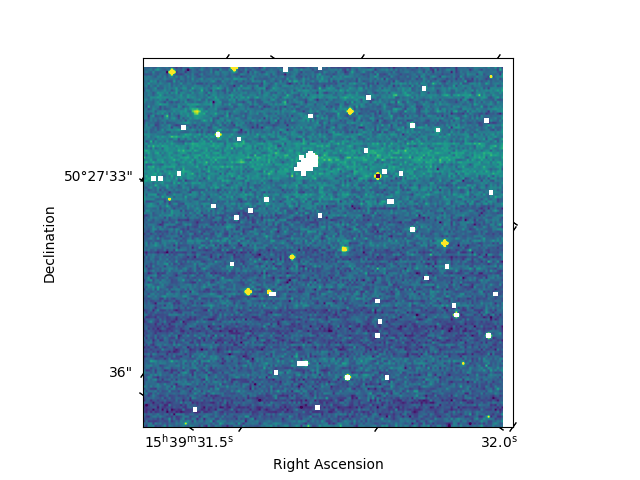 Declination
50°27'33"
36"
15ʰ39ᵐ31.5ˢ
32.0ˢ
Right Ascension